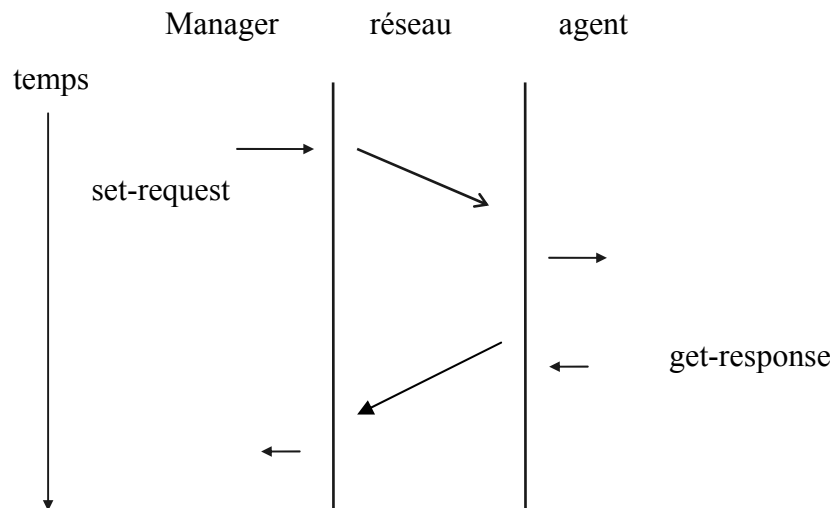 Manager réseau agent
temps
set-request
get-response